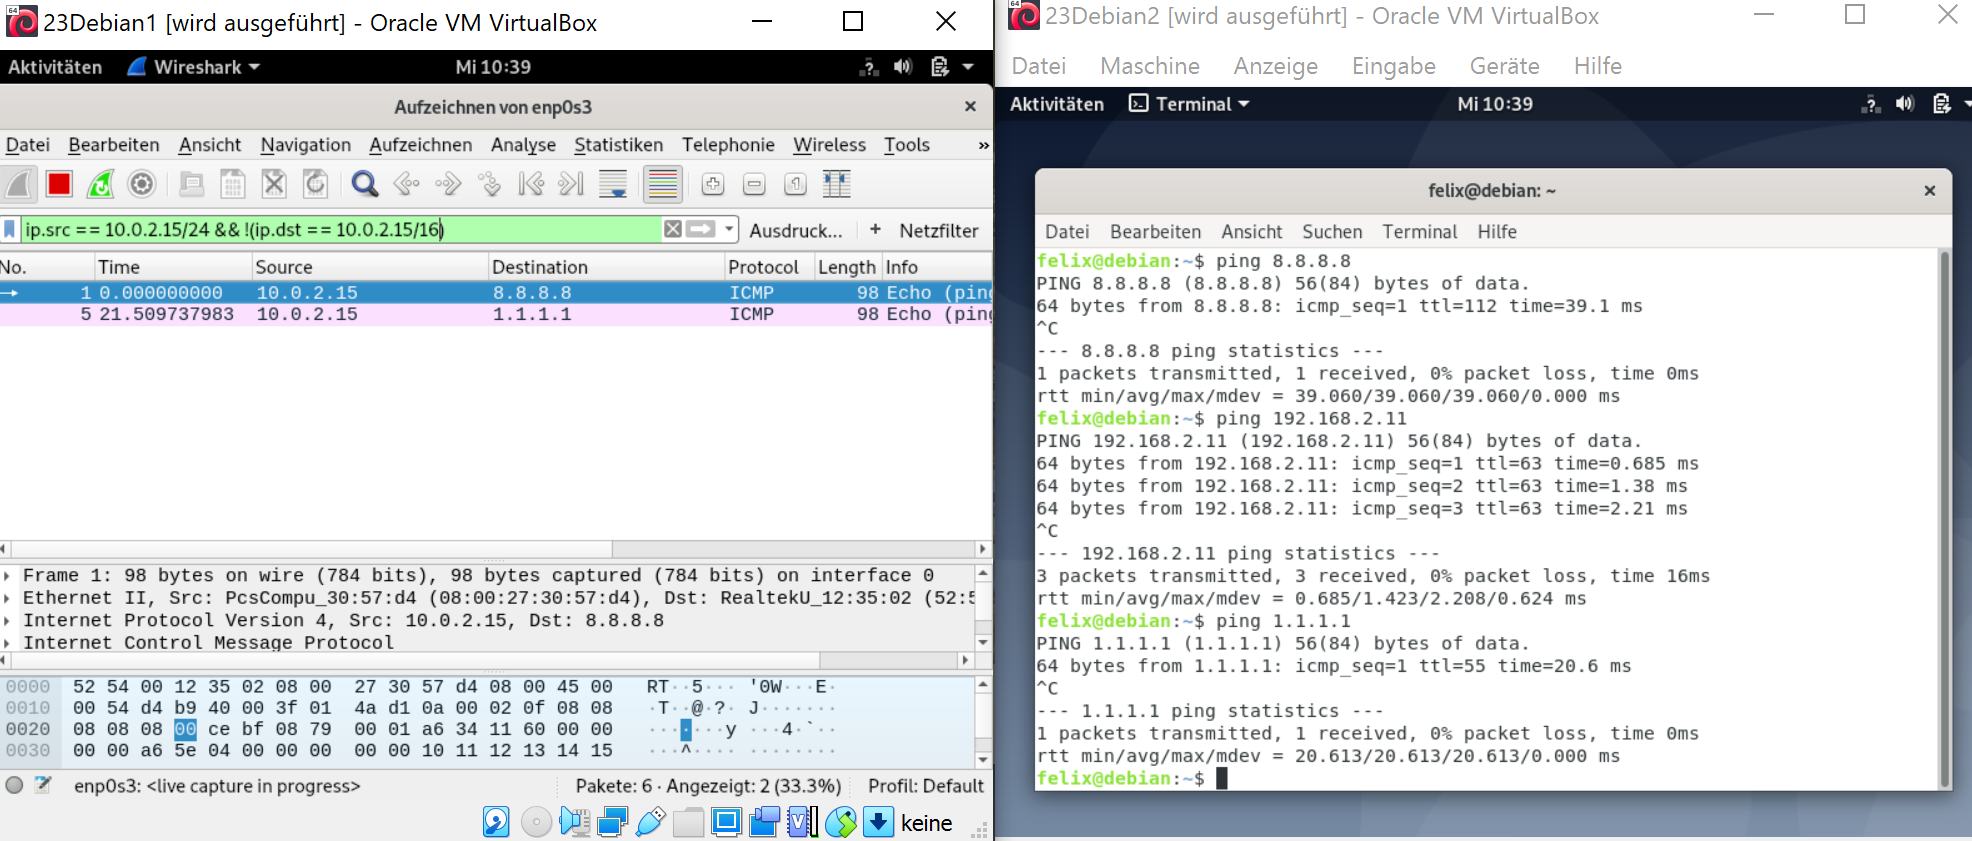 23Debian1 [wird ausgeführt] - Oracle VM VirtualBox
Aktivitäten Wireshark Mi 10:39
Aufzeichnen von enp0s3
Datei Bearbeiten Ansicht Navigation Aufzeichnen Analyse Statistiken Telephonie Wireless Tools »
ip.src == 10.0.2.15/24 && !(ip.dst == 10.0.2.15/16) Ausdruck... + Netzfilter
No. Time Source Destination Protocol Length Info
1 0.000000000 10.0.2.15 8.8.8.8 ICMP 98 Echo (ping
5 21.509737983 10.0.2.15 1.1.1.1 ICMP 98 Echo (ping
Frame 1: 98 bytes on wire (784 bits), 98 bytes captured (784 bits) on interface 0
Ethernet II, Src: PcsCompu_30:57:d4 (08:00:27:30:57:d4), Dst: RealtekU_12:35:02 (52:5
Internet Protocol Version 4, Src: 10.0.2.15, Dst: 8.8.8.8
Internet Control Message Protocol
0000 52 54 00 12 35 02 08 00 27 30 57 d4 08 00 45 00 RT··5··· '0W···E·
0010 00 54 d4 b9 40 00 3f 01 4a d1 0a 00 02 0f 08 08 ·T··@·?· J·······
0020 08 08 08 00 ce bf 08 79 00 01 a6 34 11 60 00 00 ·······y ···4·`··
0030 00 00 a6 5e 04 00 00 00 00 00 10 11 12 13 14 15 ···^···· ········
enp0s3: <live capture in progress> Pakete: 6 · Angezeigt: 2 (33.3%) Profil: Default
keine
23Debian2 [wird ausgeführt] - Oracle VM VirtualBox
Datei Maschine Anzeige Eingabe Geräte Hilfe
Aktivitäten Terminal Mi 10:39
felix@debian: ~
Datei Bearbeiten Ansicht Suchen Terminal Hilfe
felix@debian:~$ ping 8.8.8.8
PING 8.8.8.8 (8.8.8.8) 56(84) bytes of data.
64 bytes from 8.8.8.8: icmp_seq=1 ttl=112 time=39.1 ms
^C
--- 8.8.8.8 ping statistics ---
1 packets transmitted, 1 received, 0% packet loss, time 0ms
rtt min/avg/max/mdev = 39.060/39.060/39.060/0.000 ms
felix@debian:~$ ping 192.168.2.11
PING 192.168.2.11 (192.168.2.11) 56(84) bytes of data.
64 bytes from 192.168.2.11: icmp_seq=1 ttl=63 time=0.685 ms
64 bytes from 192.168.2.11: icmp_seq=2 ttl=63 time=1.38 ms
64 bytes from 192.168.2.11: icmp_seq=3 ttl=63 time=2.21 ms
^C
--- 192.168.2.11 ping statistics ---
3 packets transmitted, 3 received, 0% packet loss, time 16ms
rtt min/avg/max/mdev = 0.685/1.423/2.208/0.624 ms
felix@debian:~$ ping 1.1.1.1
PING 1.1.1.1 (1.1.1.1) 56(84) bytes of data.
64 bytes from 1.1.1.1: icmp_seq=1 ttl=55 time=20.6 ms
^C
--- 1.1.1.1 ping statistics ---
1 packets transmitted, 1 received, 0% packet loss, time 0ms
rtt min/avg/max/mdev = 20.613/20.613/20.613/0.000 ms
felix@debian:~$